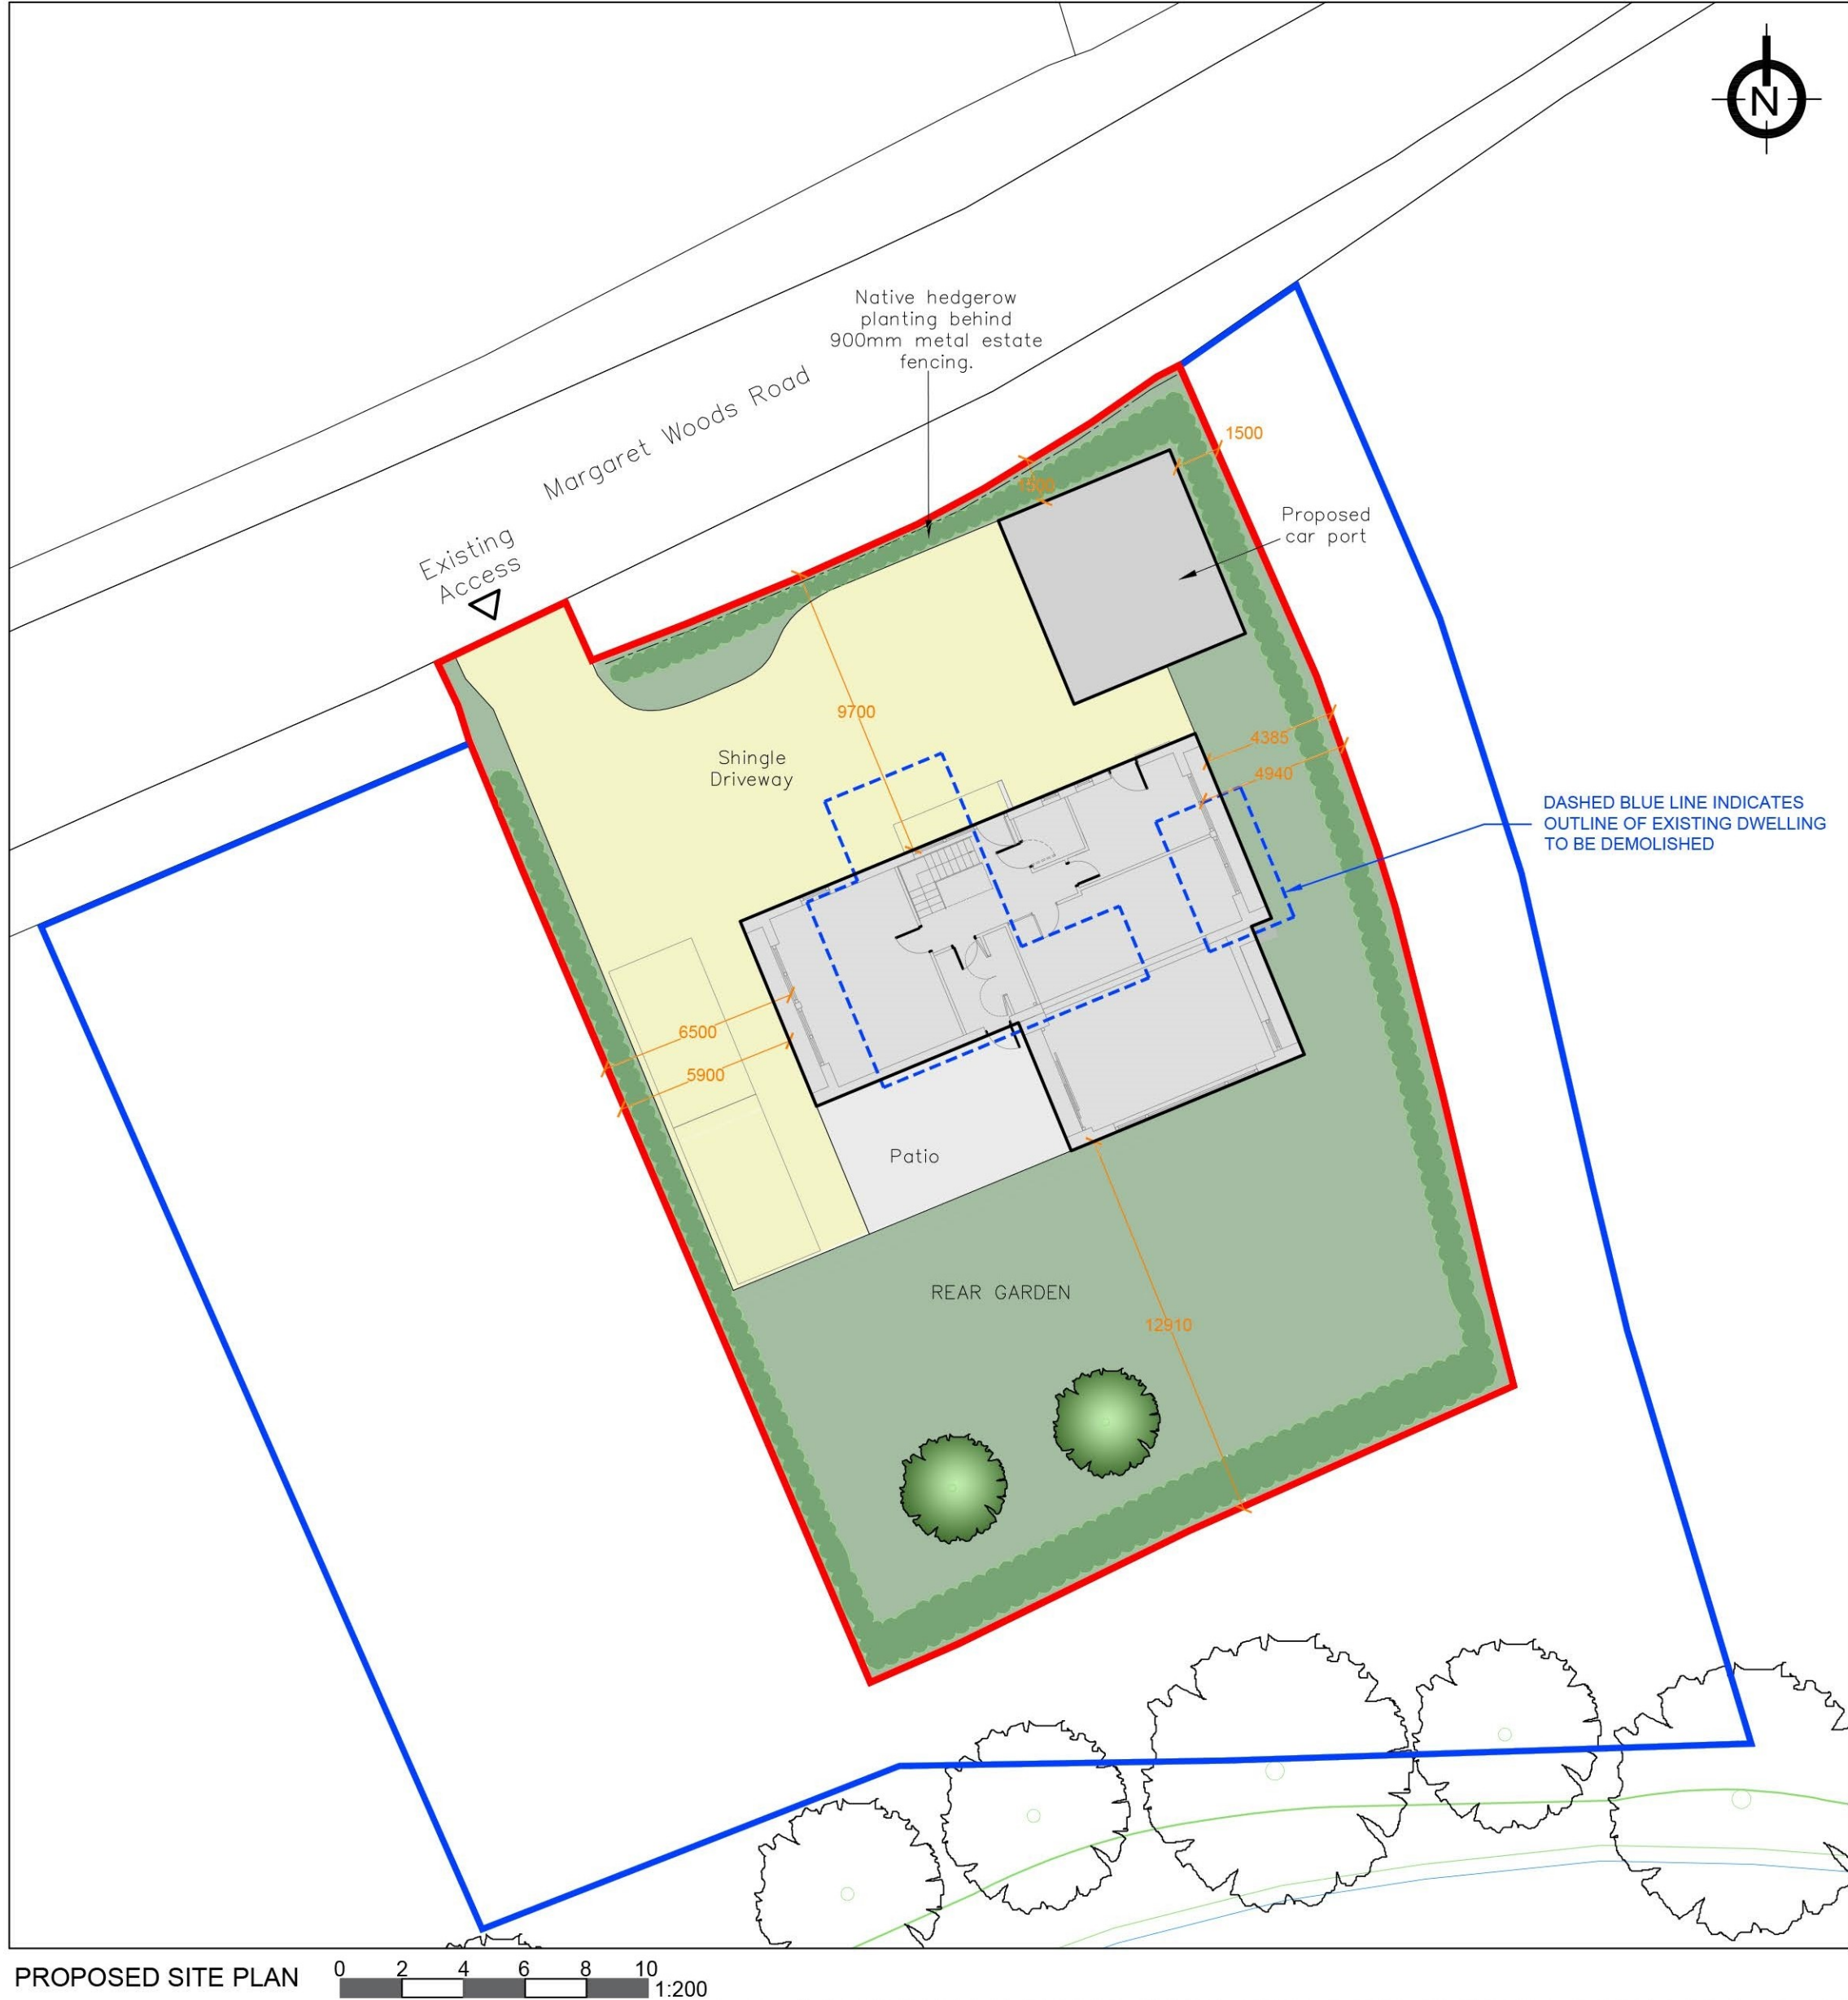 N
Native hedgerow
planting behind
900mm metal estate
fencing.
Margaret Woods Road
1500
1500
Existing
Access
Proposed
car port
9700
Shingle
Driveway
4385
4940
DASHED BLUE LINE INDICATES
OUTLINE OF EXISTING DWELLING
TO BE DEMOLISHED
6500
5900
Patio
REAR GARDEN
12910
PROPOSED SITE PLAN
0 2 4 6 8 10
1:200